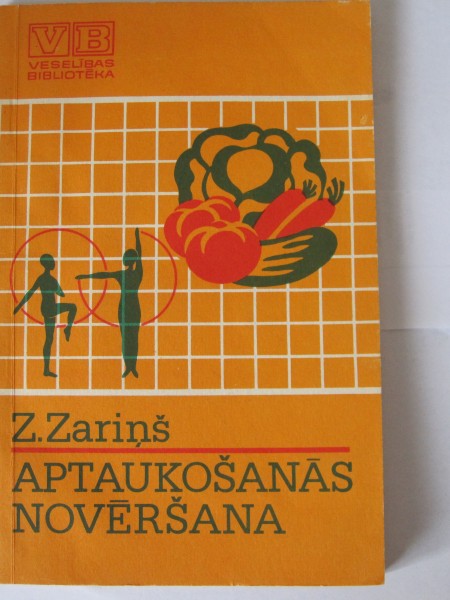 VB
VESELĪBAS
BIBLIOTĒKA
Z.Zariņš
APTAUKOŠANĀS
NOVĒRŠANA